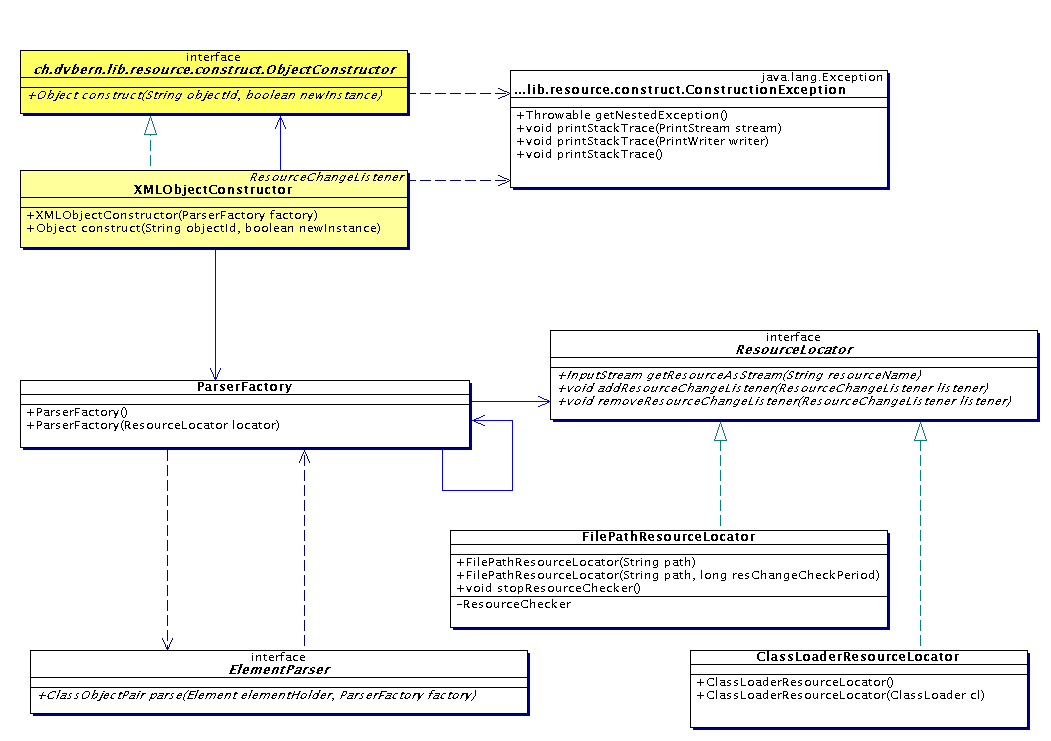 interface
ch.dvbern.lib.resource.construct.ObjectConstructor
+Object construct(String objectId, boolean newInstance)
java.lang.Exception
...lib.resource.construct.ConstructionException
+Throwable getNestedException()
+void printStackTrace(PrintStream stream)
+void printStackTrace(PrintWriter writer)
+void printStackTrace()
ResourceChangeListener
XMLObjectConstructor
+XMLObjectConstructor(ParserFactory factory)
+Object construct(String objectId, boolean newInstance)
interface
ResourceLocator
+InputStream getResourceAsStream(String resourceName)
+void addResourceChangeListener(ResourceChangeListener listener)
+void removeResourceChangeListener(ResourceChangeListener listener)
ParserFactory
+ParserFactory()
+ParserFactory(ResourceLocator locator)
FilePathResourceLocator
+FilePathResourceLocator(String path)
+FilePathResourceLocator(String path, long resChangeCheckPeriod)
+void stopResourceChecker()
-ResourceChecker
interface
ElementParser
+ClassObjectPair parse(Element elementHolder, ParserFactory factory)
ClassLoaderResourceLocator
+ClassLoaderResourceLocator()
+ClassLoaderResourceLocator(ClassLoader cl)